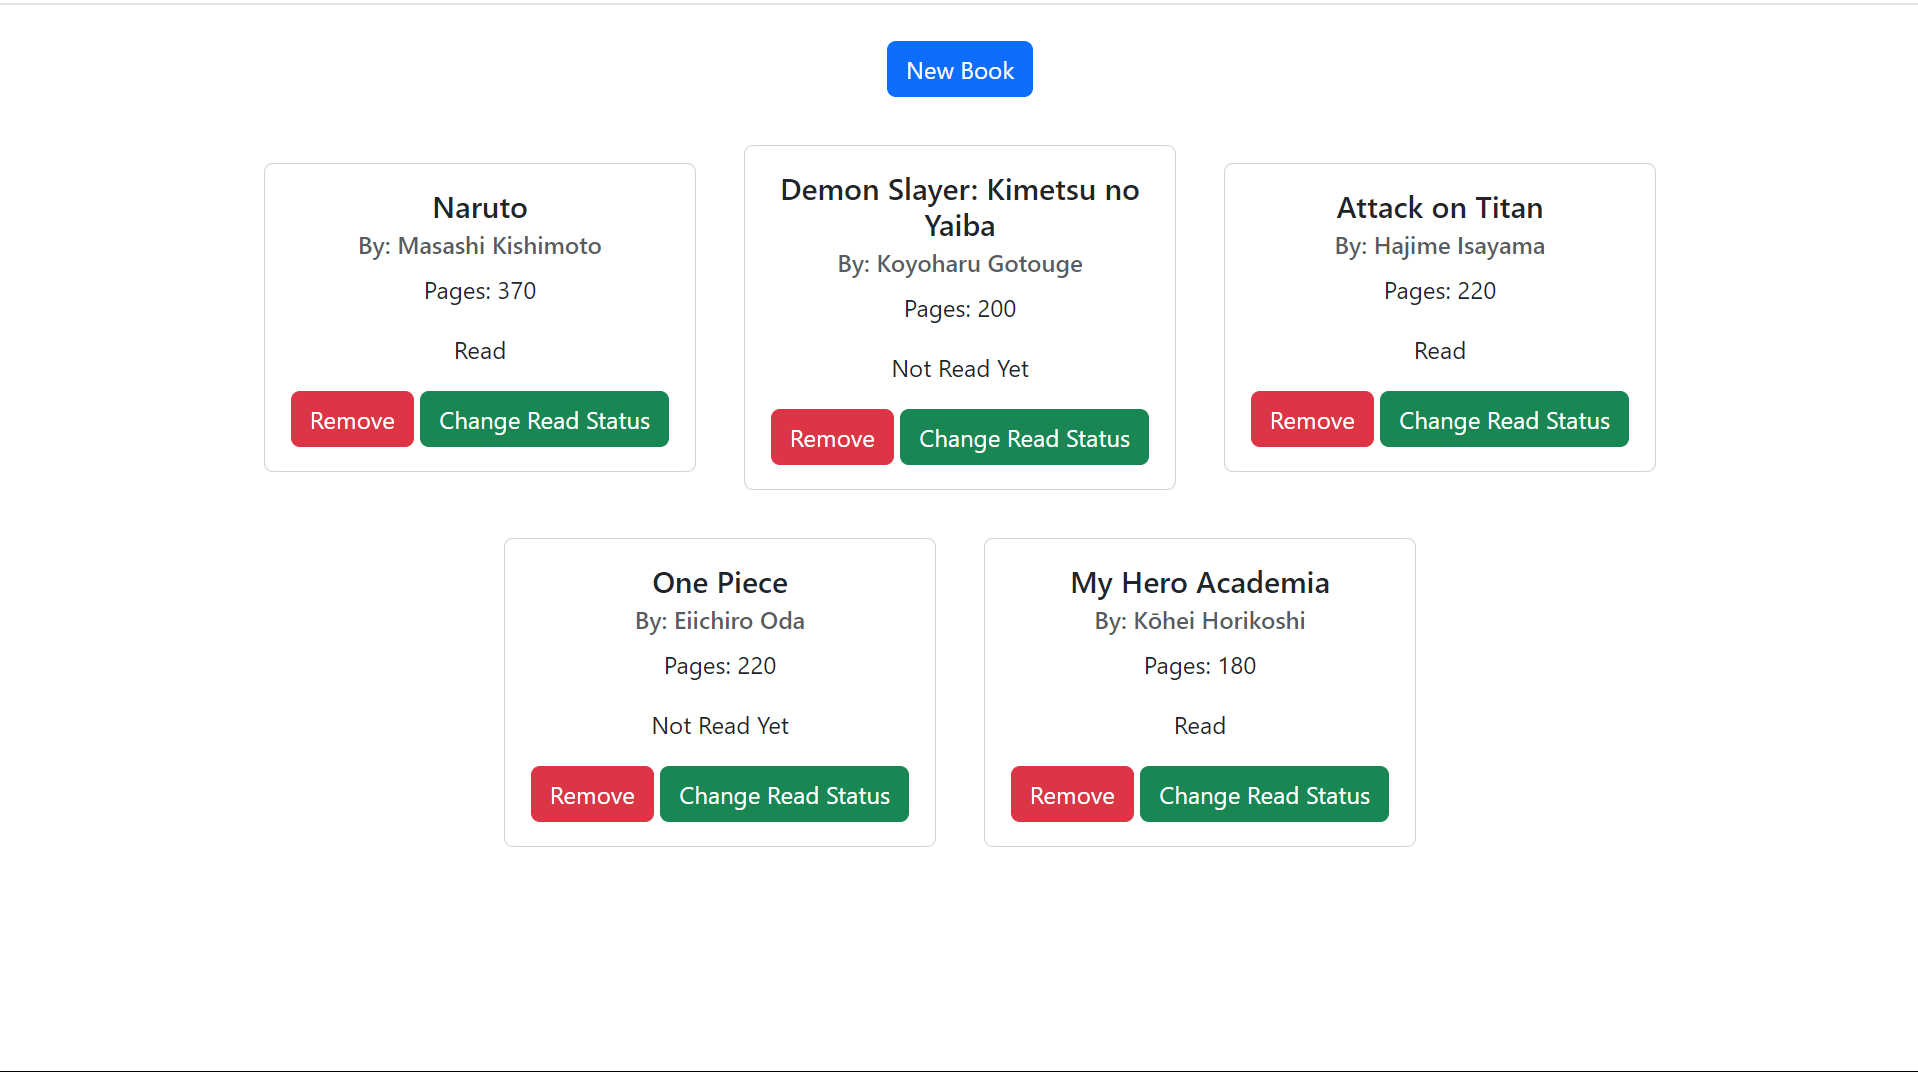 New Book
Naruto
By: Masashi Kishimoto
Pages: 370
Read
Remove
Change Read Status
Demon Slayer: Kimetsu no
Yaiba
By: Koyoharu Gotouge
Pages: 200
Not Read Yet
Remove
Change Read Status
Attack on Titan
By: Hajime Isayama
Pages: 220
Read
Remove
Change Read Status
One Piece
By: Eiichiro Oda
Pages: 220
Not Read Yet
Remove
Change Read Status
My Hero Academia
By: Kōhei Horikoshi
Pages: 180
Read
Remove
Change Read Status